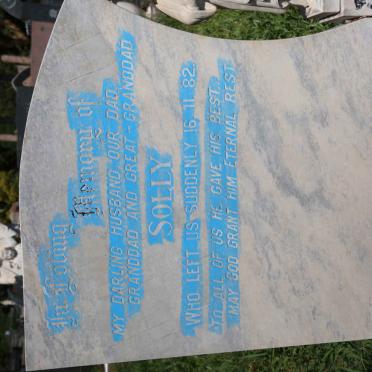 In Loving
Memory of
MY DARLING HUSBAND, OUR DAD,
GRANDDAD AND GREAT-GRANDDAD
SOLLY
WHO LEFT US SUDDENLY 16.11.82.
TO ALL OF US HE GAVE HIS BEST.
MAY GOD GRANT HIM ETERNAL REST.